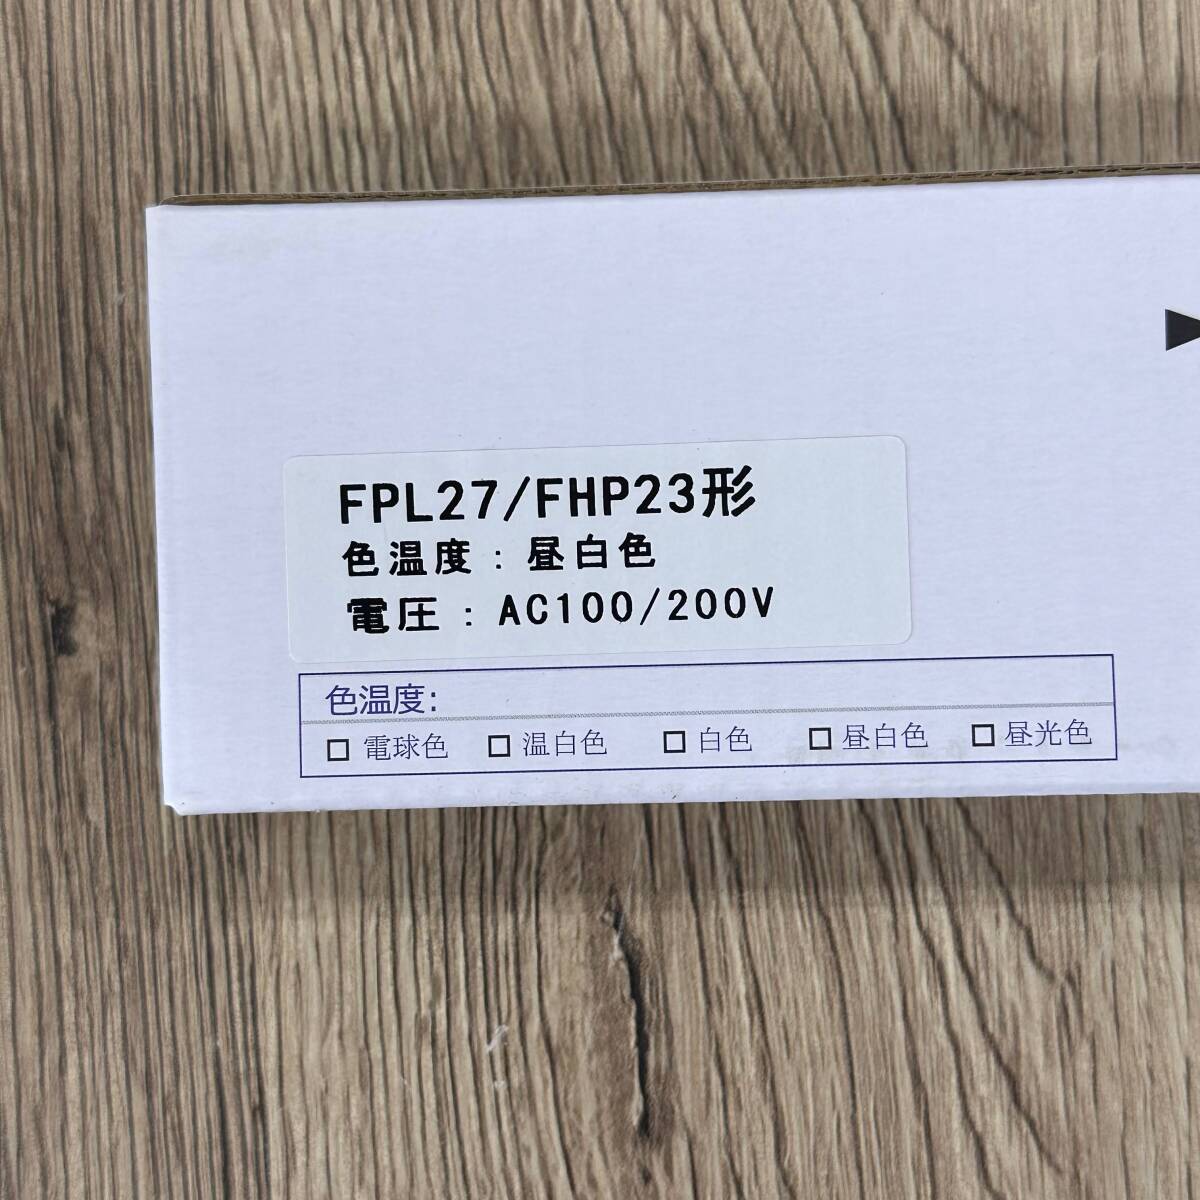 FPL27/FHP23形
色温度：昼白色
電圧：AC100/200V
色温度:
□ 電球色 □ 温白色 □ 白色 □ 昼白色 □ 昼光色